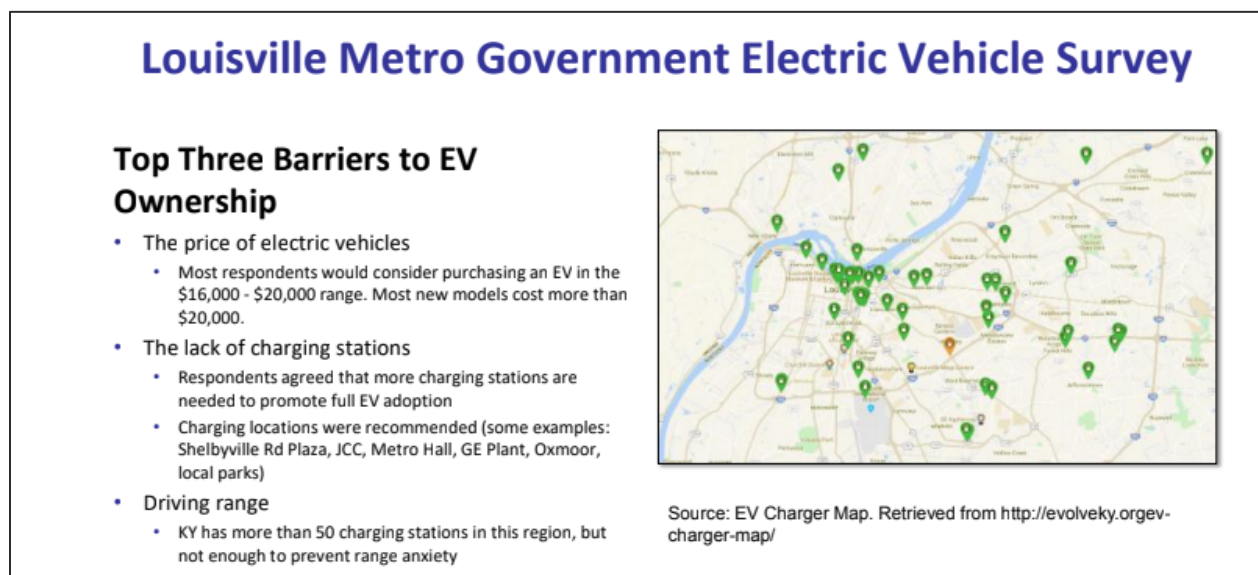 Louisville Metro Government Electric Vehicle Survey
Top Three Barriers to EV
Ownership
• The price of electric vehicles
• Most respondents would consider purchasing an EV in the
$16,000 - $20,000 range. Most new models cost more than
$20,000.
• The lack of charging stations
• Respondents agreed that more charging stations are
needed to promote full EV adoption
• Charging locations were recommended (some examples:
Shelbyville Rd Plaza, JCC, Metro Hall, GE Plant, Oxmoor,
local parks)
• Driving range
• KY has more than 50 charging stations in this region, but
not enough to prevent range anxiety
Source: EV Charger Map. Retrieved from http://evolveky.orgev-
charger-map/